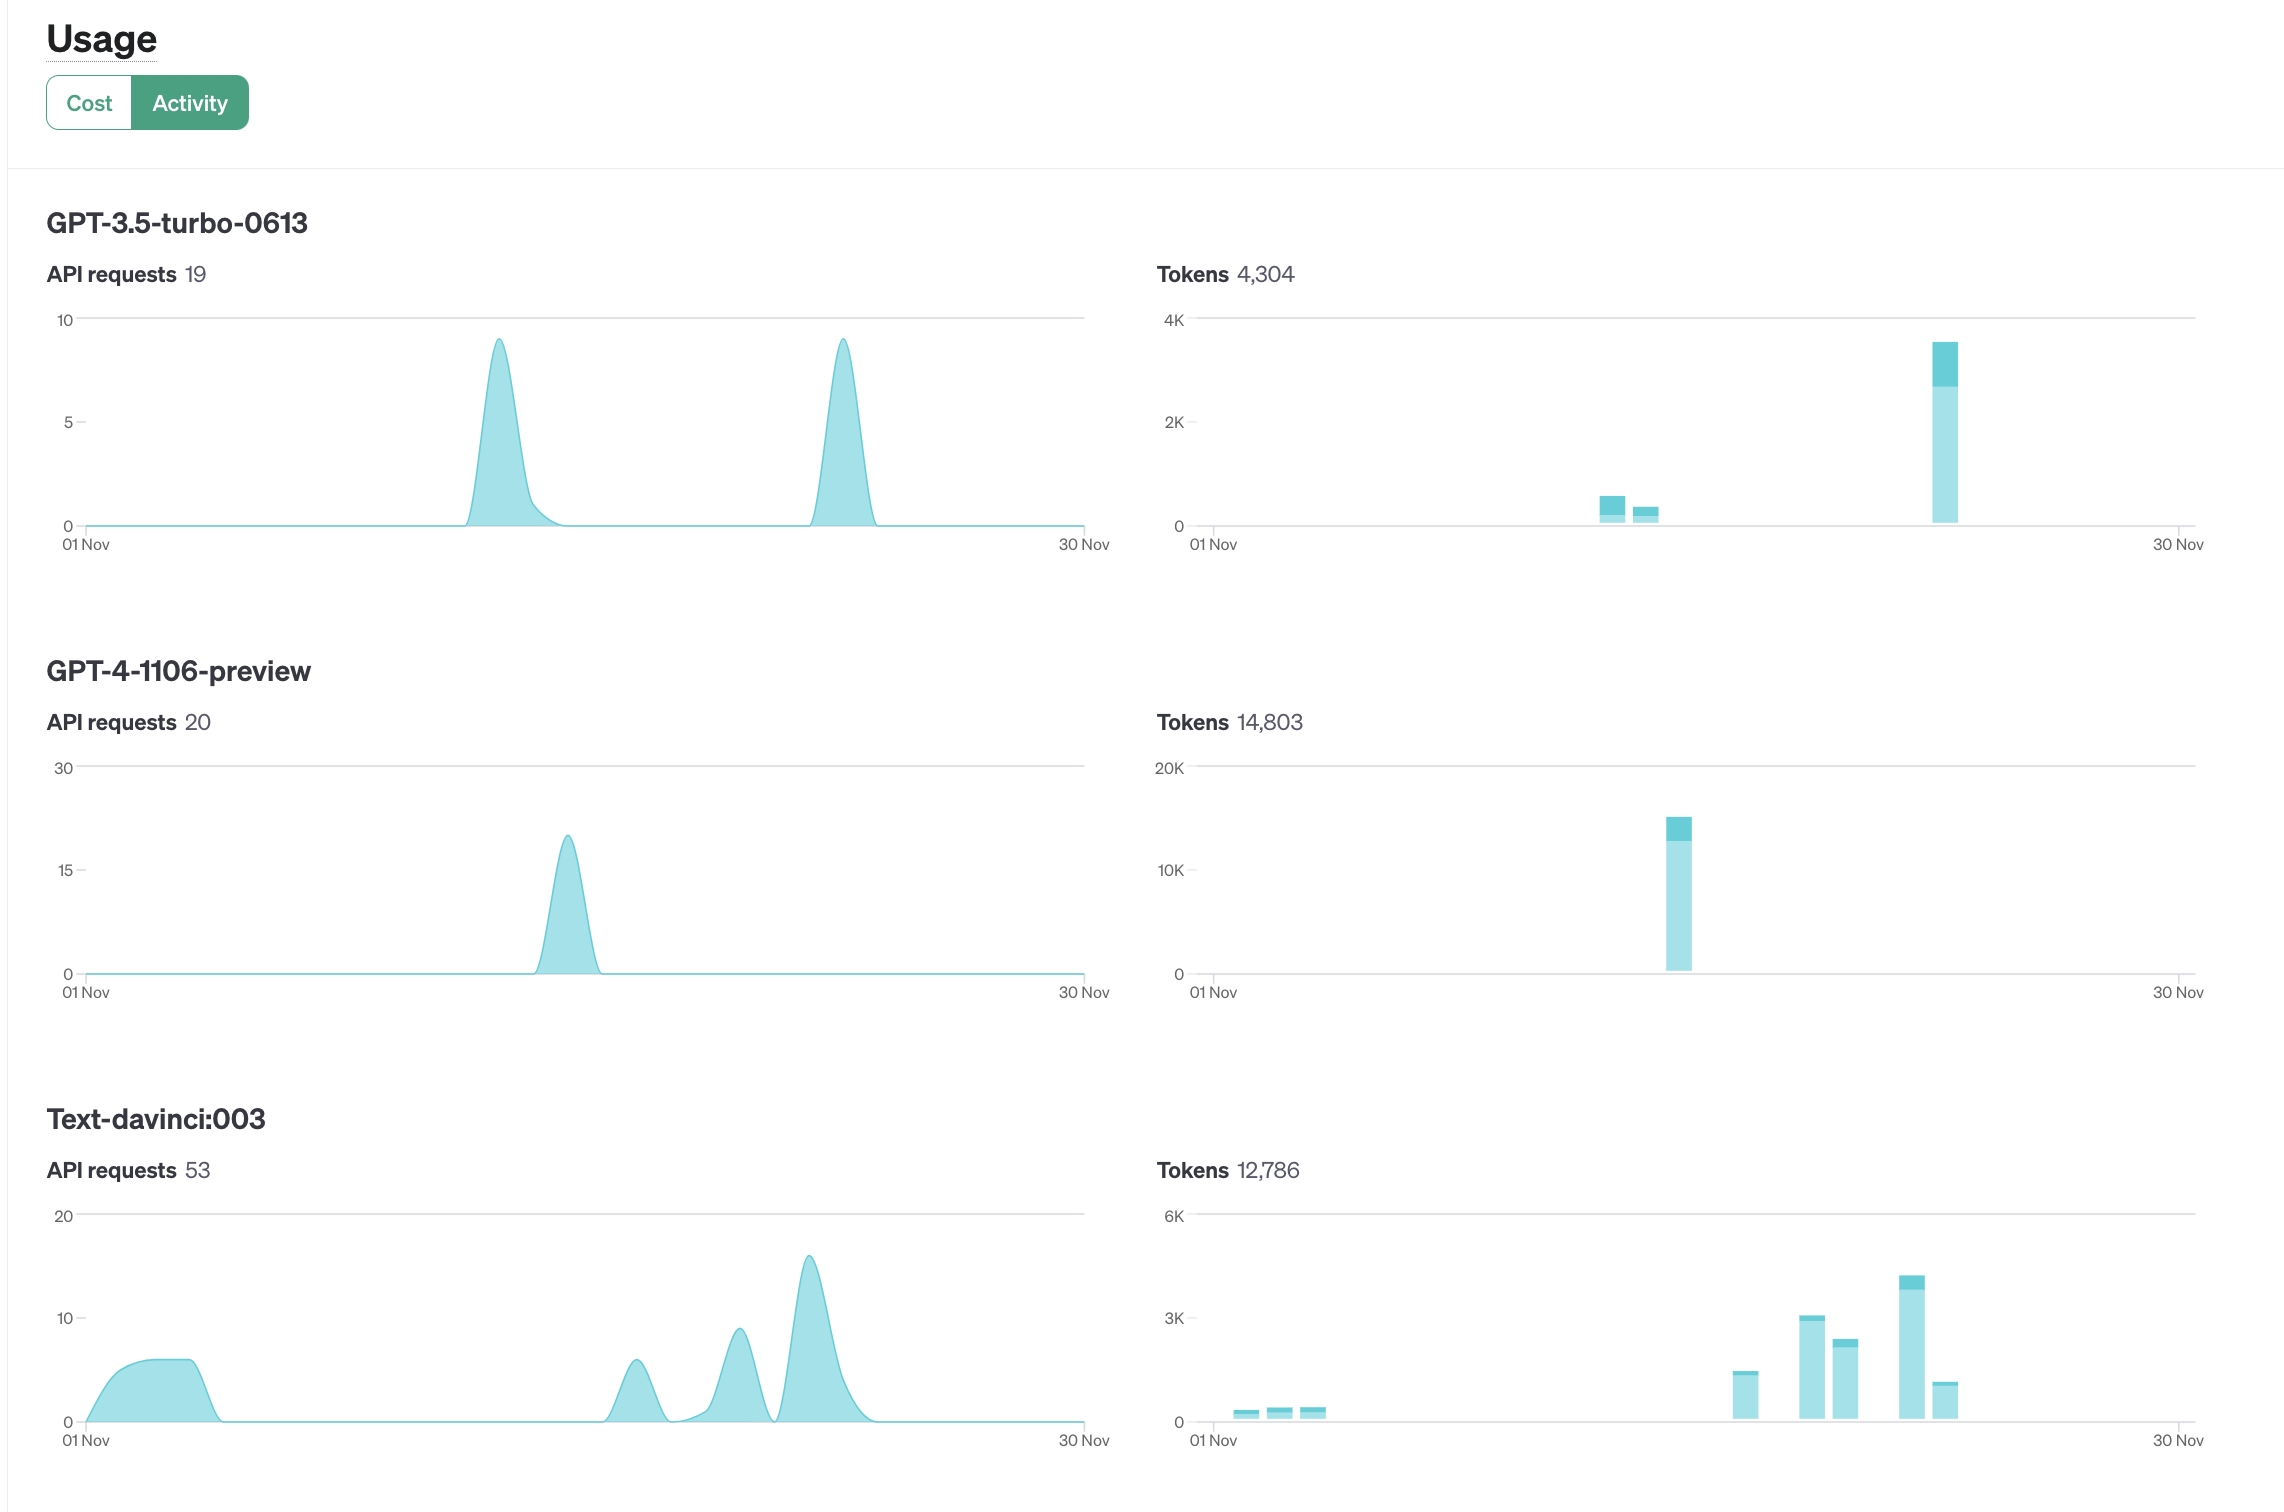 Usage
Cost Activity
GPT-3.5-turbo-0613
API requests 19
10
5
0
01 Nov 30 Nov
Tokens 4,304
4K
2K
0
01 Nov 30 Nov
GPT-4-1106-preview
API requests 20
30
15
0
01 Nov 30 Nov
Tokens 14,803
20K
10K
0
01 Nov 30 Nov
Text-davinci:003
API requests 53
20
10
0
01 Nov 30 Nov
Tokens 12,786
6K
3K
0
01 Nov 30 Nov